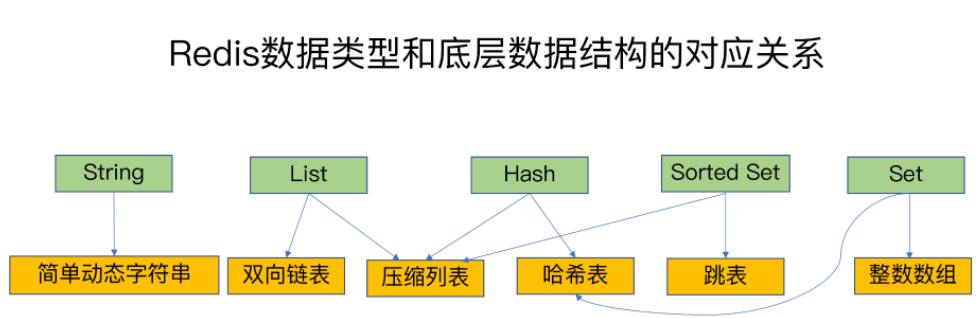 Redis数据类型和底层数据结构的对应关系
String List Hash Sorted Set Set
简单动态字符串 双向链表 压缩列表 哈希表 跳表 整数数组